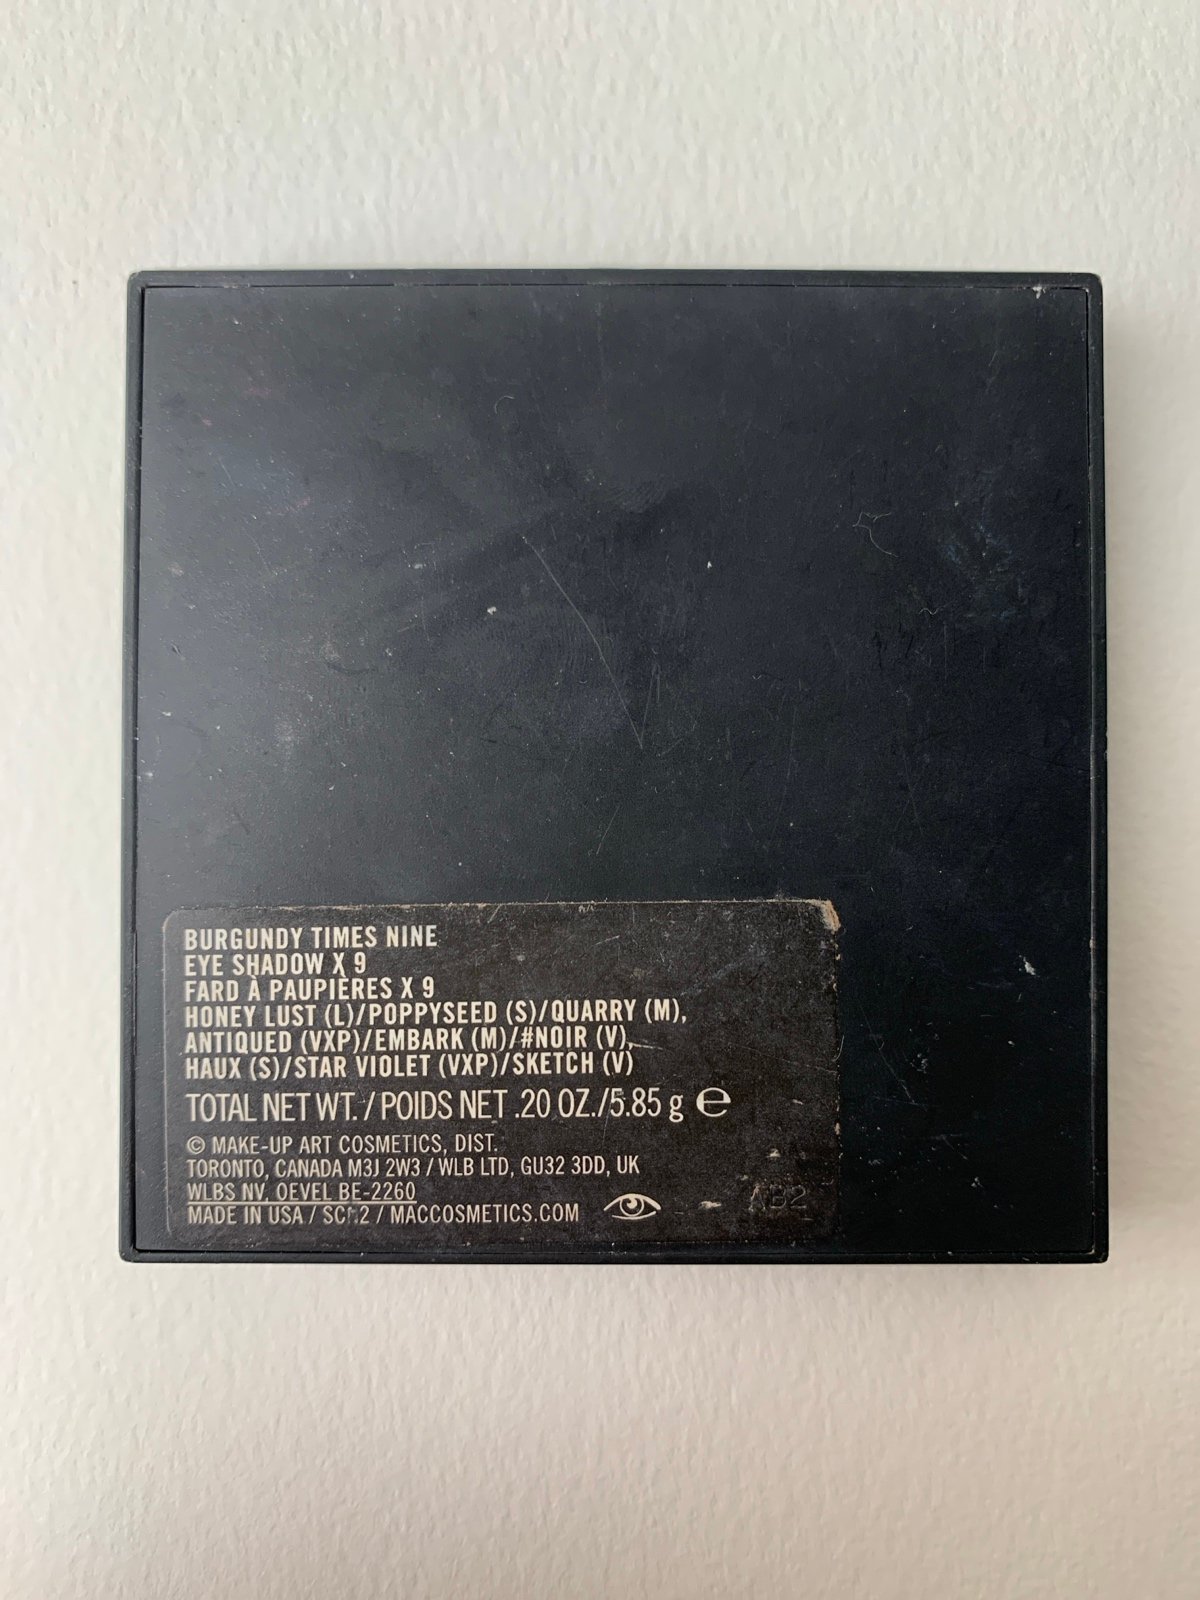 BURGUNDY TIMES NINE
EYE SHADOW X 9
FARD À PAUPIÈRES X 9
HONEY LUST (L)/POPPYSEED (S)/QUARRY (M),
ANTIQUED (VXP)/EMBARK (M)/#NOIR (V),
HAUX (S)/STAR VIOLET (VXP)/SKETCH (V)
TOTAL NET WT. / POIDS NET .20 OZ./5.85 g ℮
© MAKE-UP ART COSMETICS, DIST.
TORONTO, CANADA M3J 2W3 / WLB LTD, GU32 3DD, UK
WLBS NV. OEVEL BE-2260
MADE IN USA / / MACCOSMETICS.COM
AB2